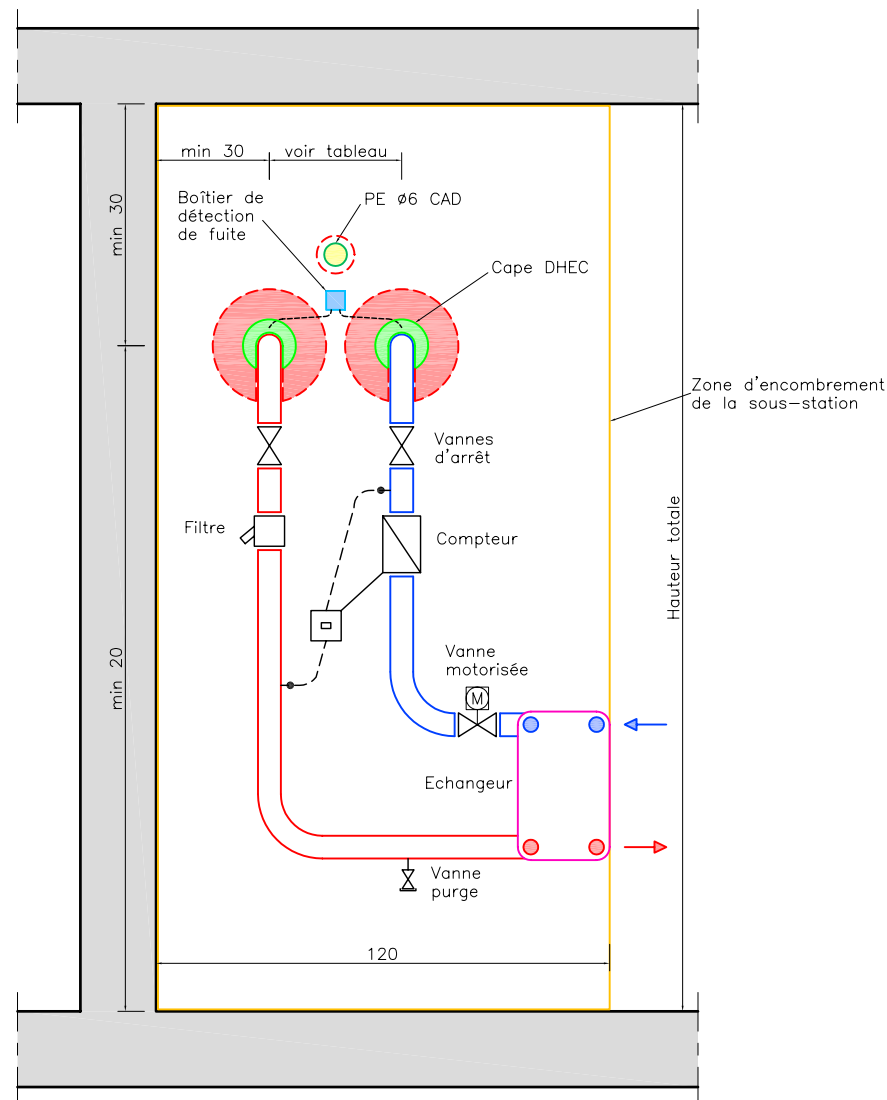 min 30
voir tableau
Boîtier de
détection
de fuite
PE ø6 CAD
min 30
Cape DHEC
Zone d'encombrement
de la sous-station
Vannes
d'arrêt
Filtre
Compteur
Hauteur totale
min 20
Vanne
motorisée
M
Echangeur
Vanne
purge
120